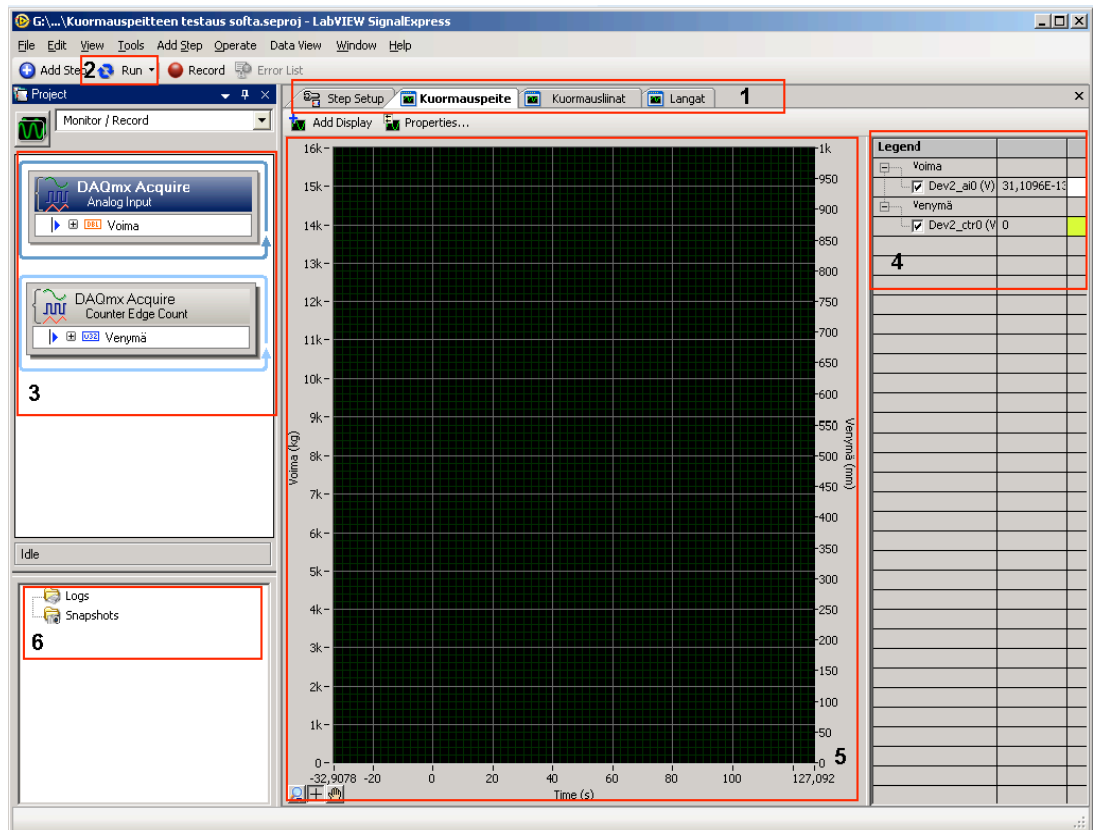 G:\...\Kuormauspeitteen testaus softa.seproj - LabVIEW SignalExpress
File Edit View Tools Add Step Operate Data View Window Help
Add Step 2 Run Record Error List
Project
Monitor / Record
DAQmx Acquire
Analog Input
DBL Voima
DAQmx Acquire
Counter Edge Count
U32 Venymä
3
Idle
Logs
Snapshots
6
Step Setup Kuormauspeite Kuormausliinat Langat 1
Add Display Properties...
16k
15k
14k
13k
12k
11k
10k
9k
8k
7k
6k
5k
4k
3k
2k
1k
0
Voima (kg)
1k
950
900
850
800
750
700
650
600
550
500
450
400
350
300
250
200
150
100
50
0
Venymä (mm)
5
-32,9078 -20 0 20 40 60 80 100 127,092
Time (s)
Legend
Voima
Dev2_ai0 (V) 31,1096E-13
Venymä
Dev2_ctr0 (V 0
4